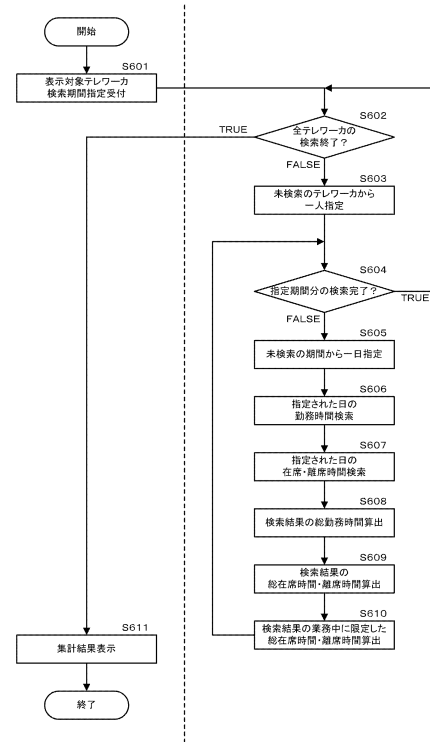 開始
S601
表示対象テレワーカ
検索期間指定受付
S602
全テレワーカの
検索終了？
TRUE
FALSE
S603
未検索のテレワーカから
一人指定
S604
指定期間分の検索完了？
TRUE
FALSE
S605
未検索の期間から一日指定
S606
指定された日の
勤務時間検索
S607
指定された日の
在席・離席時間検索
S608
検索結果の総勤務時間算出
S609
検索結果の
総在席時間・離席時間算出
S610
検索結果の業務中に限定した
総在席時間・離席時間算出
S611
集計結果表示
終了